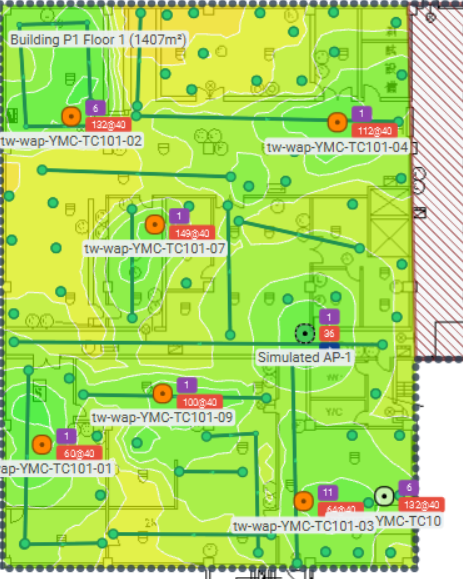 Building P1 Floor 1 (1407m²)
6
132@40
tw-wap-YMC-TC101-02
1
112@40
tw-wap-YMC-TC101-04
1
149@40
tw-wap-YMC-TC101-07
1
36
Simulated AP-1
1
100@40
tw-wap-YMC-TC101-09
1
60@40
ap-YMC-TC101-01
Y/C
11
64@40
tw-wap-YMC-TC101-03
6
132@40
YMC-TC10